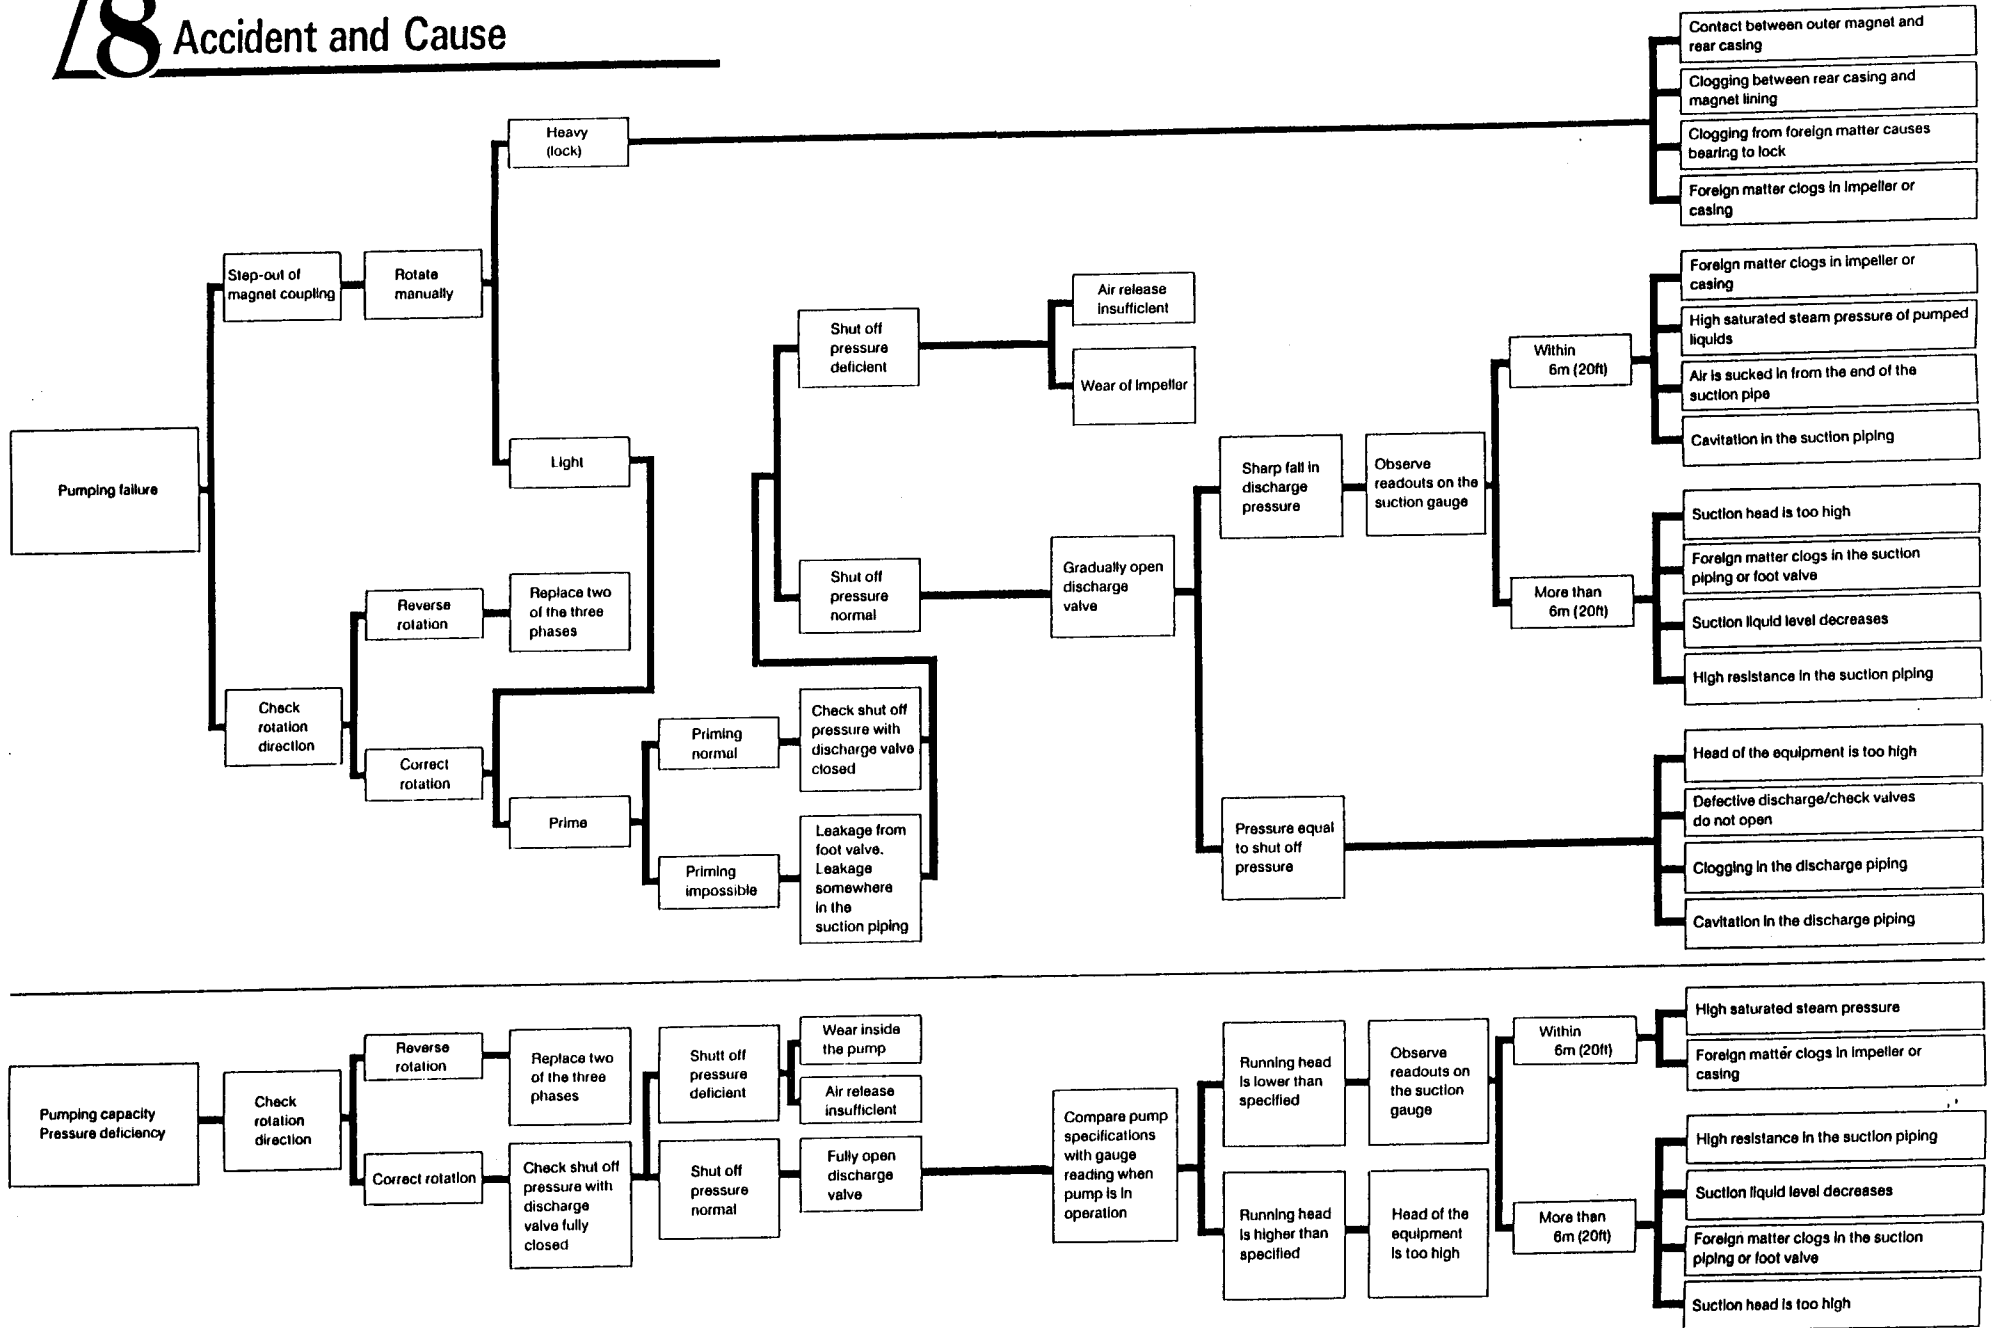 8 Accident and Cause
Pumping failure
Step-out of
magnet coupling
Rotate
manually
Heavy
(lock)
Contact between outer magnet and
rear casing
Clogging between rear casing and
magnet lining
Clogging from foreign matter causes
bearing to lock
Foreign matter clogs in impeller or
casing
Light
Check
rotation
direction
Reverse
rotation
Replace two
of the three
phases
Correct
rotation
Prime
Priming
normal
Check shut off
pressure with
discharge valve
closed
Priming
impossible
Leakage from
foot valve.
Leakage
somewhere
in the
suction piping
Shut off
pressure
deficient
Air release
insufficient
Wear of impeller
Shut off
pressure
normal
Gradually open
discharge
valve
Sharp fall in
discharge
pressure
Observe
readouts on the
suction gauge
Within
6m (20ft)
Foreign matter clogs in impeller or
casing
High saturated steam pressure of pumped
liquids
Air is sucked in from the end of the
suction pipe
Cavitation in the suction piping
More than
6m (20ft)
Suction head is too high
Foreign matter clogs in the suction
piping or foot valve
Suction liquid level decreases
High resistance in the suction piping
Pressure equal
to shut off
pressure
Head of the equipment is too high
Defective discharge/check valves
do not open
Clogging in the discharge piping
Cavitation in the discharge piping
Pumping capacity
Pressure deficiency
Check
rotation
direction
Reverse
rotation
Replace two
of the three
phases
Correct rotation
Check shut off
pressure with
discharge
valve fully
closed
Shutt off
pressure
deficient
Wear inside
the pump
Air release
insufficient
Shut off
pressure
normal
Fully open
discharge
valve
Compare pump
specifications
with gauge
reading when
pump is in
operation
Running head
is lower than
specified
Observe
readouts on
the suction
gauge
Within
6m (20ft)
High saturated steam pressure
Foreign matter clogs in impeller or
casing
More than
6m (20ft)
High resistance in the suction piping
Suction liquid level decreases
Foreign matter clogs in the suction
piping or foot valve
Suction head is too high
Running head
is higher than
specified
Head of the
equipment
is too high